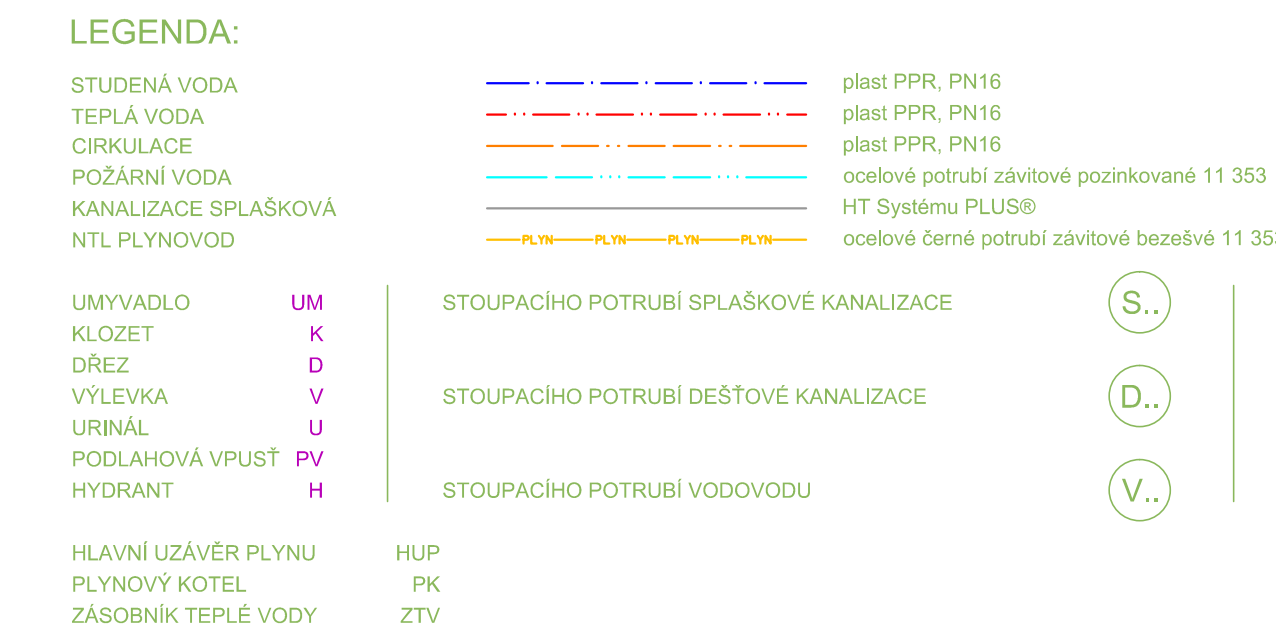 LEGENDA:
STUDENÁ VODA plast PPR, PN16
TEPLÁ VODA plast PPR, PN16
CIRKULACE plast PPR, PN16
POŽÁRNÍ VODA ocelové potrubí závitové pozinkované 11 353
KANALIZACE SPLAŠKOVÁ HT Systému PLUS®
NTL PLYNOVOD PLYN PLYN PLYN PLYN ocelové černé potrubí závitové bezešvé 11 353
UMYVADLO UM STOUPACÍHO POTRUBÍ SPLAŠKOVÉ KANALIZACE S..
KLOZET K
DŘEZ D
VÝLEVKA V STOUPACÍHO POTRUBÍ DEŠŤOVÉ KANALIZACE D..
URINÁL U
PODLAHOVÁ VPUSŤ PV
HYDRANT H STOUPACÍHO POTRUBÍ VODOVODU V..
HLAVNÍ UZÁVĚR PLYNU HUP
PLYNOVÝ KOTEL PK
ZÁSOBNÍK TEPLÉ VODY ZTV